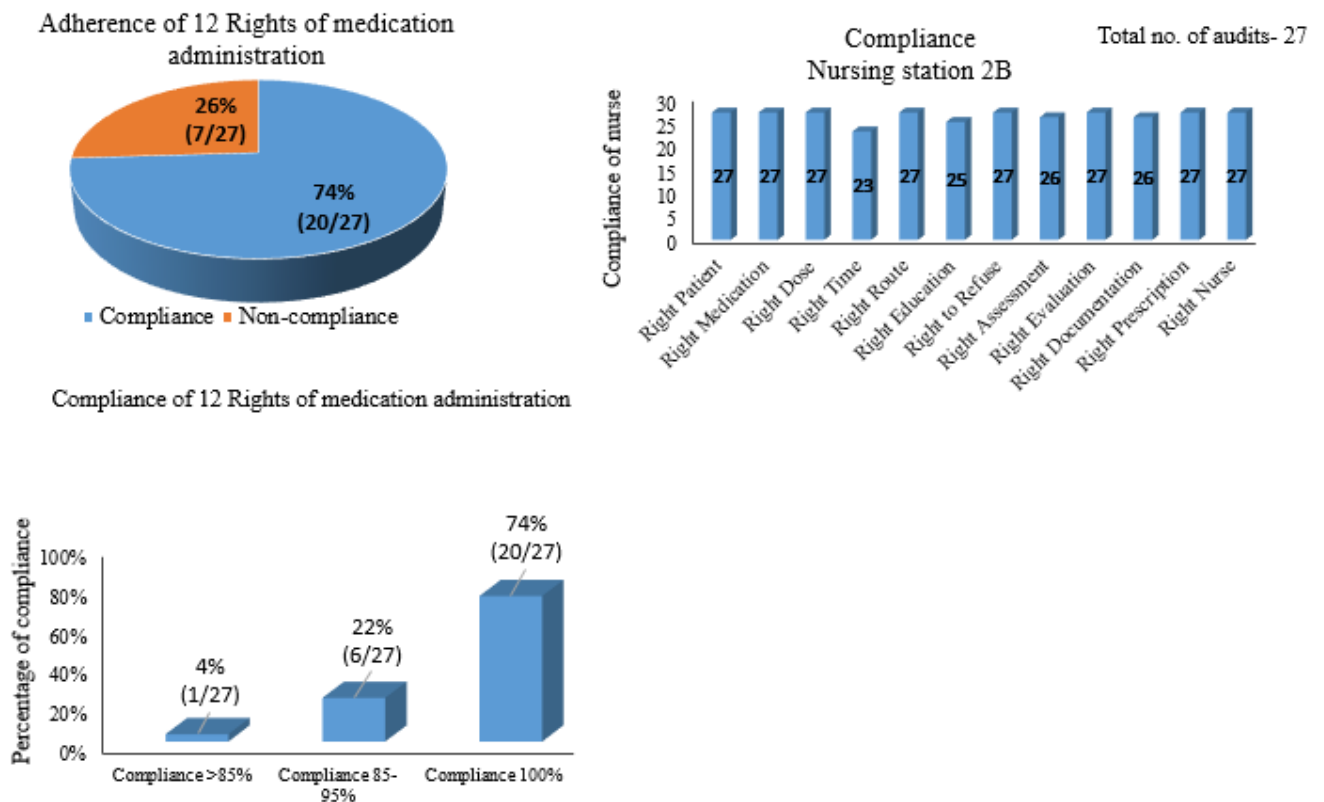 Adherence of 12 Rights of medication
administration
26%
(7/27)
74%
(20/27)
Compliance
Non-compliance
Compliance
Nursing station 2B
Total no. of audits- 27
Compliance of nurse
30
25
20
15
10
5
0
27
27
27
23
27
25
27
26
27
26
27
27
Right Patient
Right Medication
Right Dose
Right Time
Right Route
Right Education
Right to Refuse
Right Assessment
Right Evaluation
Right Documentation
Right Prescription
Right Nurse
Compliance of 12 Rights of medication administration
Percentage of compliance
100%
80%
60%
40%
20%
0%
4%
(1/27)
22%
(6/27)
74%
(20/27)
Compliance >85%
Compliance 85-
95%
Compliance 100%